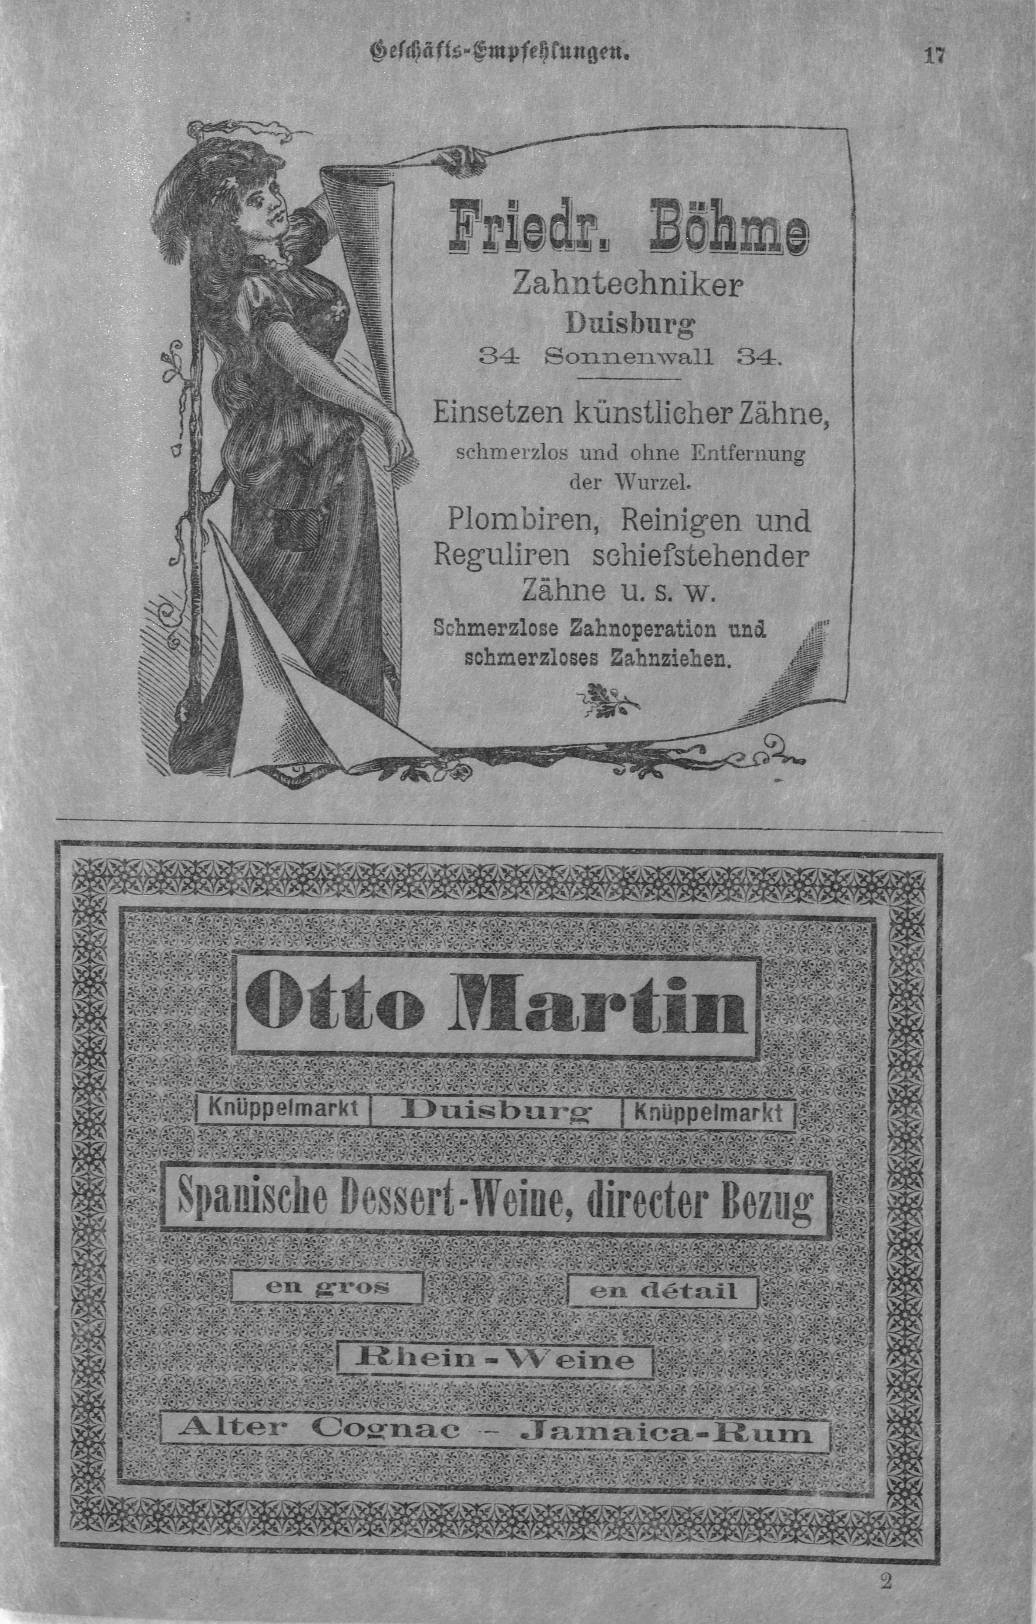 Geschäfts-Empfehlungen.
17
Friedr. Böhme
Zahntechniker
Duisburg
34 Sonnenwall 34.
Einsetzen künstlicher Zähne,
schmerzlos und ohne Entfernung
der Wurzel.
Plombiren, Reinigen und
Reguliren schiefstehender
Zähne u. s. w.
Schmerzlose Zahnoperation und
schmerzloses Zahnziehen.
Otto Martin
Knüppelmarkt Duisburg Knüppelmarkt
Spanische Dessert-Weine, directer Bezug
en gros en détail
Rhein-Weine
Alter Cognac – Jamaica-Rum
2